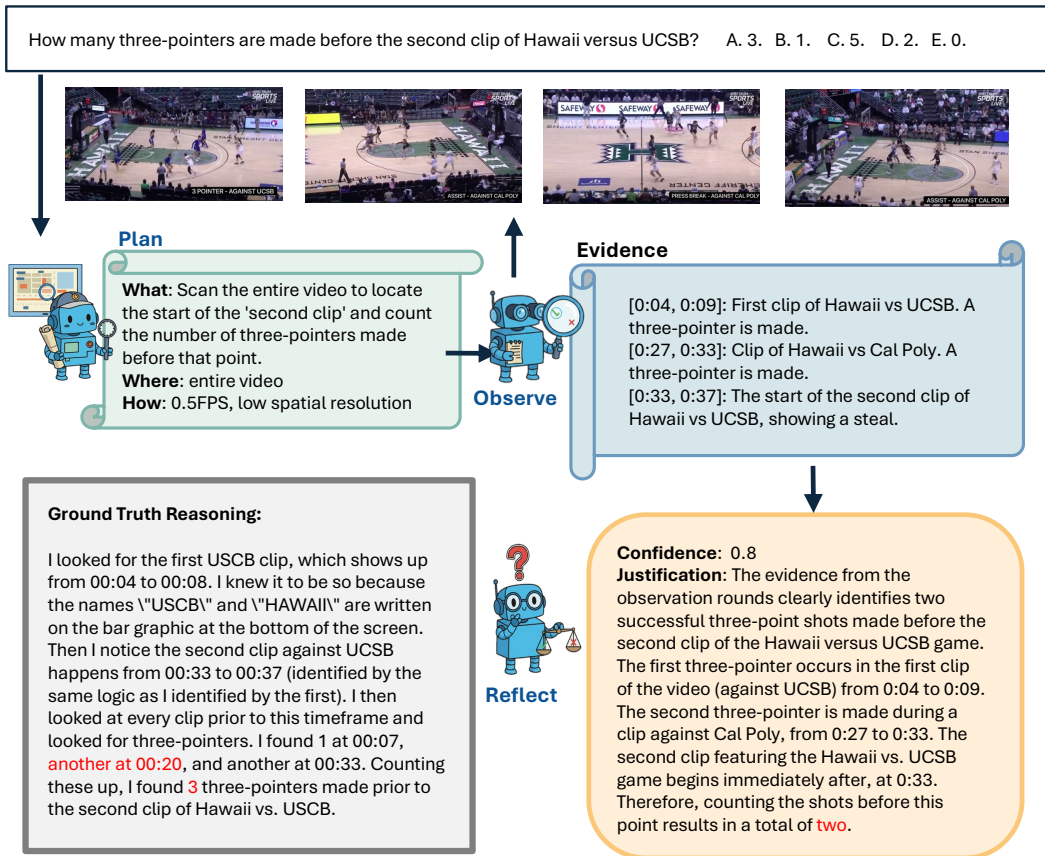 How many three-pointers are made before the second clip of Hawaii versus UCSB? A. 3. B. 1. C. 5. D. 2. E. 0.
SPORTS
LIVE
HAWAII
3 POINTER - AGAINST UCSB
SPORTS
LIVE
HAWAII
ASSIST - AGAINST CAL POLY
SAFEWAY SAFEWAY SAFEWAY
SPORTS
LIVE
H
PRESS BREAK - AGAINST CAL POLY
SPORTS
LIVE
HAWAII
ASSIST - AGAINST CAL POLY
Plan
What: Scan the entire video to locate
the start of the 'second clip' and count
the number of three-pointers made
before that point.
Where: entire video
How: 0.5FPS, low spatial resolution
Observe
Evidence
[0:04, 0:09]: First clip of Hawaii vs UCSB. A
three-pointer is made.
[0:27, 0:33]: Clip of Hawaii vs Cal Poly. A
three-pointer is made.
[0:33, 0:37]: The start of the second clip of
Hawaii vs UCSB, showing a steal.
Ground Truth Reasoning:
I looked for the first USCB clip, which shows up
from 00:04 to 00:08. I knew it to be so because
the names \"USCB\" and \"HAWAII\" are written
on the bar graphic at the bottom of the screen.
Then I notice the second clip against UCSB
happens from 00:33 to 00:37 (identified by the
same logic as I identified by the first). I then
looked at every clip prior to this timeframe and
looked for three-pointers. I found 1 at 00:07,
another at 00:20, and another at 00:33. Counting
these up, I found 3 three-pointers made prior to
the second clip of Hawaii vs. USCB.
Reflect
Confidence: 0.8
Justification: The evidence from the
observation rounds clearly identifies two
successful three-point shots made before the
second clip of the Hawaii versus UCSB game.
The first three-pointer occurs in the first clip
of the video (against UCSB) from 0:04 to 0:09.
The second three-pointer is made during a
clip against Cal Poly, from 0:27 to 0:33. The
second clip featuring the Hawaii vs. UCSB
game begins immediately after, at 0:33.
Therefore, counting the shots before this
point results in a total of two.